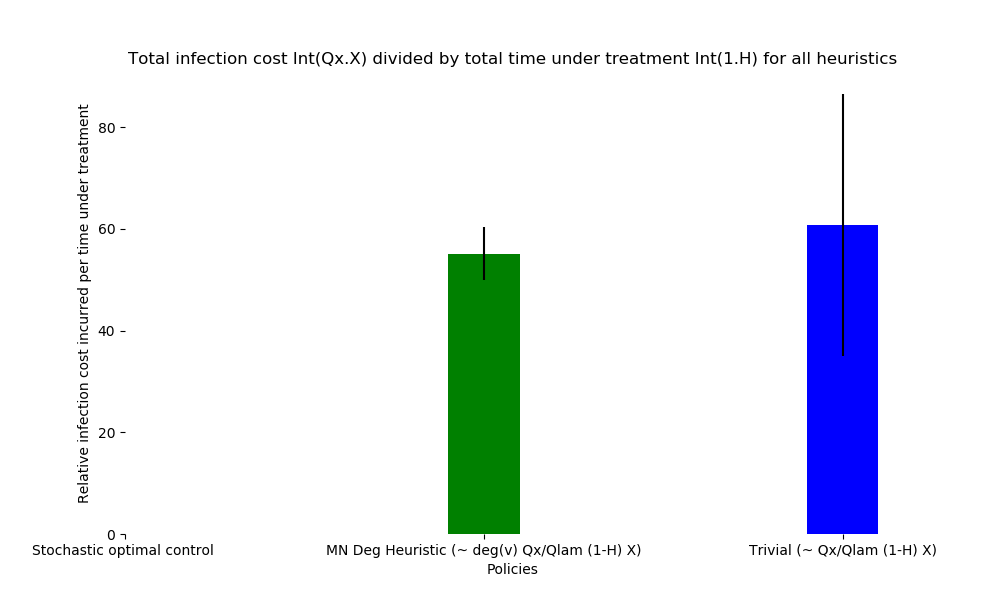 Total infection cost Int(Qx.X) divided by total time under treatment Int(1.H) for all heuristics
Relative infection cost incurred per time under treatment
80
60
40
20
0
Stochastic optimal control
MN Deg Heuristic (~ deg(v) Qx/Qlam (1-H) X)
Trivial (~ Qx/Qlam (1-H) X)
Policies